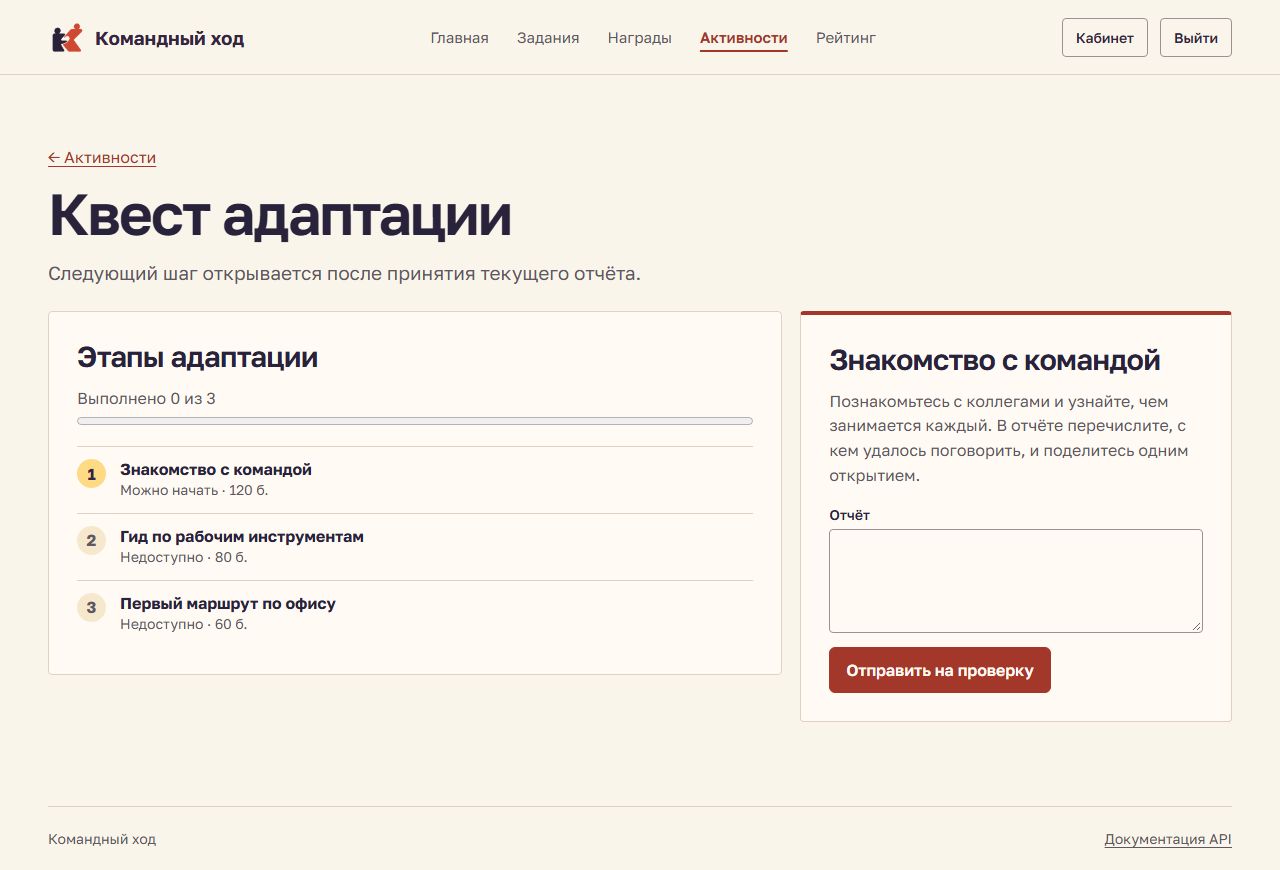 Командный ход
Главная
Задания
Награды
Активности
Рейтинг
Кабинет
Выйти
← Активности
Квест адаптации
Следующий шаг открывается после принятия текущего отчёта.
Этапы адаптации
Выполнено 0 из 3
1
Знакомство с командой
Можно начать · 120 б.
2
Гид по рабочим инструментам
Недоступно · 80 б.
3
Первый маршрут по офису
Недоступно · 60 б.
Знакомство с командой
Познакомьтесь с коллегами и узнайте, чем
занимается каждый. В отчёте перечислите, с
кем удалось поговорить, и поделитесь одним
открытием.
Отчёт
Отправить на проверку
Командный ход
Документация API